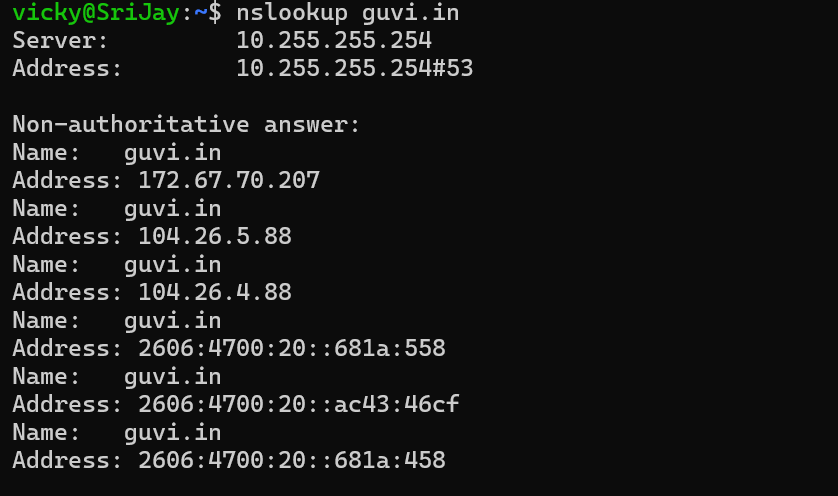 vicky@SriJay:~$ nslookup guvi.in
Server:         10.255.255.254
Address:        10.255.255.254#53

Non-authoritative answer:
Name:   guvi.in
Address: 172.67.70.207
Name:   guvi.in
Address: 104.26.5.88
Name:   guvi.in
Address: 104.26.4.88
Name:   guvi.in
Address: 2606:4700:20::681a:558
Name:   guvi.in
Address: 2606:4700:20::ac43:46cf
Name:   guvi.in
Address: 2606:4700:20::681a:458